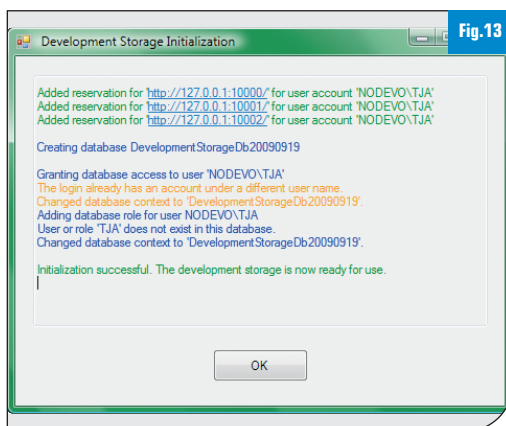 Fig.13
Development Storage Initialization
Added reservation for 'http://127.0.0.1:10000/' for user account 'NODEVO\TJA'
Added reservation for 'http://127.0.0.1:10001/' for user account 'NODEVO\TJA'
Added reservation for 'http://127.0.0.1:10002/' for user account 'NODEVO\TJA'
Creating database DevelopmentStorageDb20090919
Granting database access to user 'NODEVO\TJA'
The login already has an account under a different user name.
Changed database context to 'DevelopmentStorageDb20090919'.
Adding database role for user NODEVO\TJA
User or role 'TJA' does not exist in this database.
Changed database context to 'DevelopmentStorageDb20090919'.
Initialization successful. The development storage is now ready for use.
OK